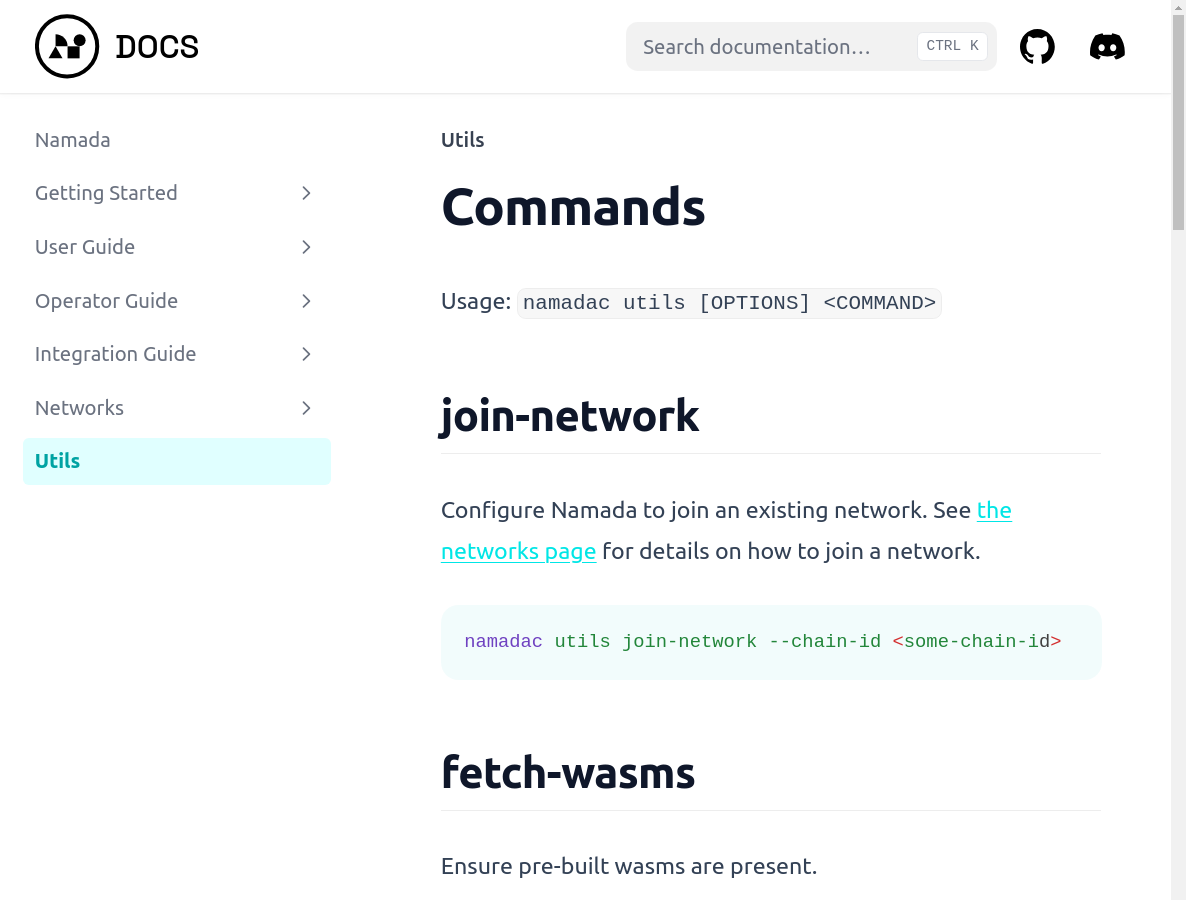 DOCS
Search documentation…
CTRL K
Namada
Getting Started
User Guide
Operator Guide
Integration Guide
Networks
Utils
Utils
Commands
Usage: namadac utils [OPTIONS] <COMMAND>
join-network
Configure Namada to join an existing network. See the
networks page for details on how to join a network.
namadac utils join-network --chain-id <some-chain-id>
fetch-wasms
Ensure pre-built wasms are present.